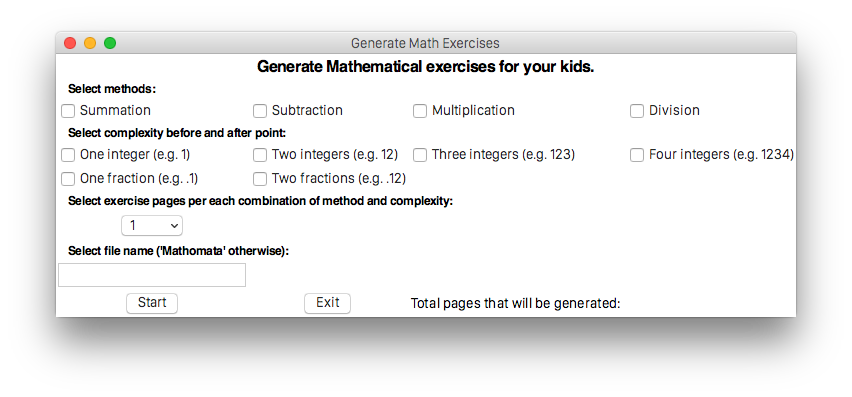 Generate Math Exercises
Generate Mathematical exercises for your kids.
Select methods:
Summation Subtraction Multiplication Division
Select complexity before and after point:
One integer (e.g. 1) Two integers (e.g. 12) Three integers (e.g. 123) Four integers (e.g. 1234)
One fraction (e.g. .1) Two fractions (e.g. .12)
Select exercise pages per each combination of method and complexity:
1
Select file name ('Mathomata' otherwise):
Start Exit Total pages that will be generated: